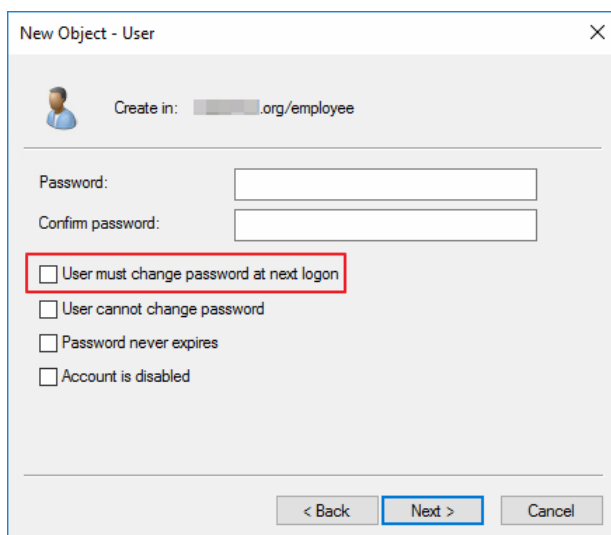 New Object - User
Create in: .org/employee
Password:
Confirm password:
User must change password at next logon
User cannot change password
Password never expires
Account is disabled
< Back Next > Cancel